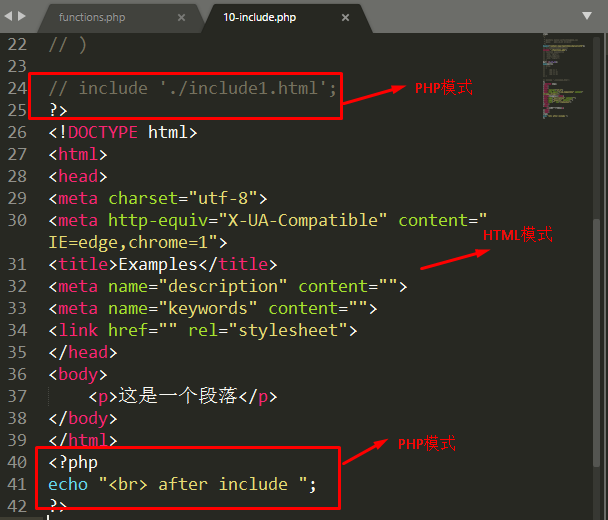 functions.php × 10-include.php ×
22 // )
23
24 // include './include1.html';
PHP模式
25 ?>
26 <!DOCTYPE html>
27 <html>
28 <head>
29 <meta charset="utf-8">
30 <meta http-equiv="X-UA-Compatible" content="
IE=edge,chrome=1">
HTML模式
31 <title>Examples</title>
32 <meta name="description" content="">
33 <meta name="keywords" content="">
34 <link href="" rel="stylesheet">
35 </head>
36 <body>
37 <p>这是一个段落</p>
38 </body>
39 </html>
40 <?php
PHP模式
41 echo "<br> after include ";
42 ?>